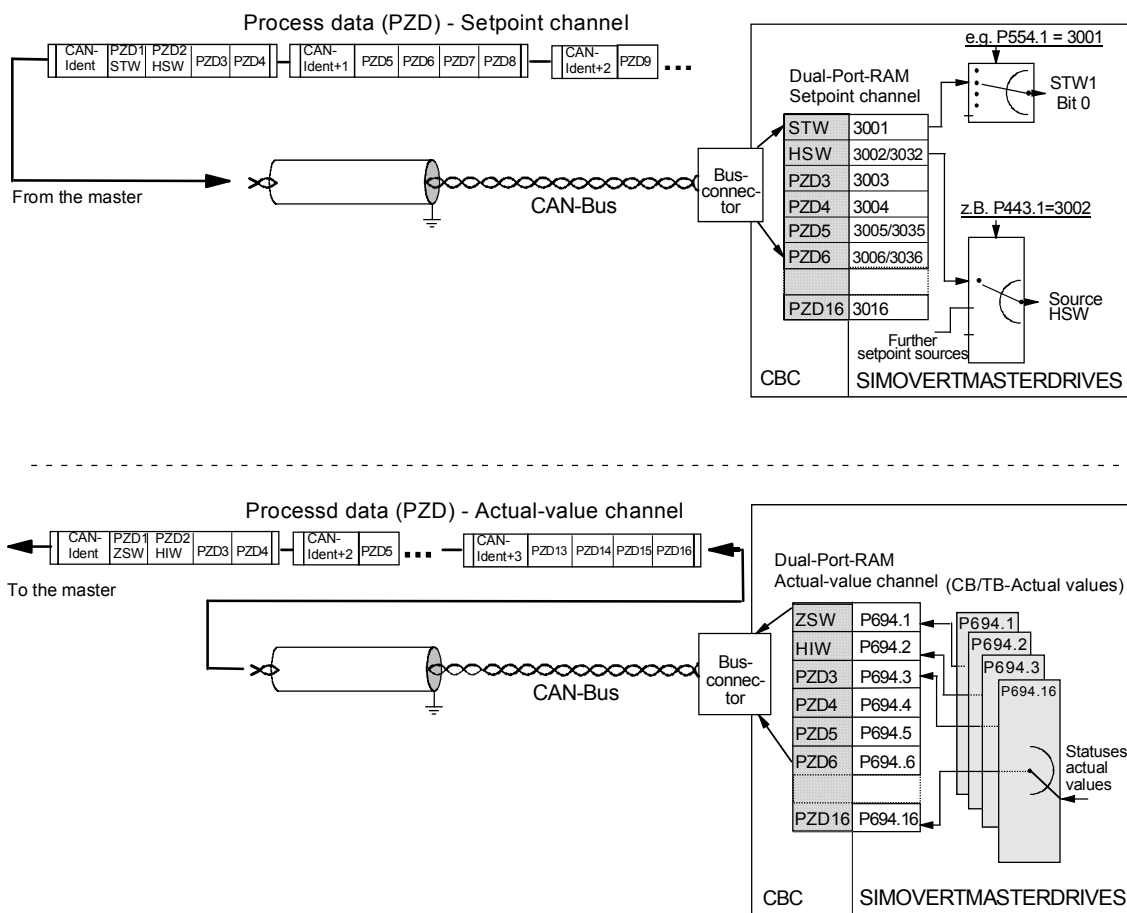 Process data (PZD) - Setpoint channel
CAN-
Ident
PZD1
STW
PZD2
HSW
PZD3
PZD4
CAN-
Ident+1
PZD5
PZD6
PZD7
PZD8
CAN-
Ident+2
PZD9
...
From the master
CAN-Bus
Bus-
connec-
tor
Dual-Port-RAM
Setpoint channel
STW 3001
HSW 3002/3032
PZD3 3003
PZD4 3004
PZD5 3005/3035
PZD6 3006/3036
PZD16 3016
e.g. P554.1 = 3001
STW1
Bit 0
z.B. P443.1=3002
Source
HSW
Further
setpoint sources
CBC
SIMOVERTMASTERDRIVES
Processd data (PZD) - Actual-value channel
CAN-
Ident
PZD1
ZSW
PZD2
HIW
PZD3
PZD4
CAN-
Ident+2
PZD5
...
CAN-
Ident+3
PZD13
PZD14
PZD15
PZD16
To the master
CAN-Bus
Bus-
connec-
tor
Dual-Port-RAM
Actual-value channel
(CB/TB-Actual values)
ZSW P694.1
HIW P694.2
PZD3 P694.3
PZD4 P694.4
PZD5 P694.5
PZD6 P694..6
PZD16 P694.16
P694.1
P694.2
P694.3
P694.16
Statuses
actual
values
CBC
SIMOVERTMASTERDRIVES